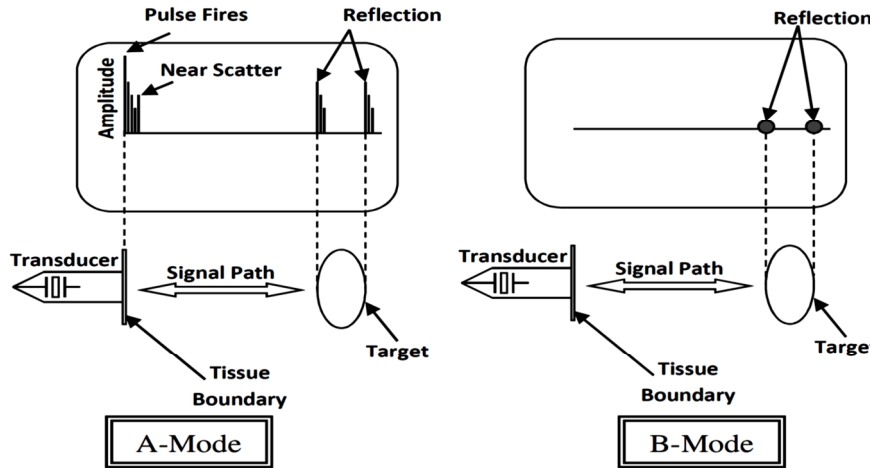 Pulse Fires
Reflection
Near Scatter
Amplitude
Transducer
Signal Path
Target
Tissue
Boundary
A-Mode
Reflection
Transducer
Signal Path
Target
Tissue
Boundary
B-Mode